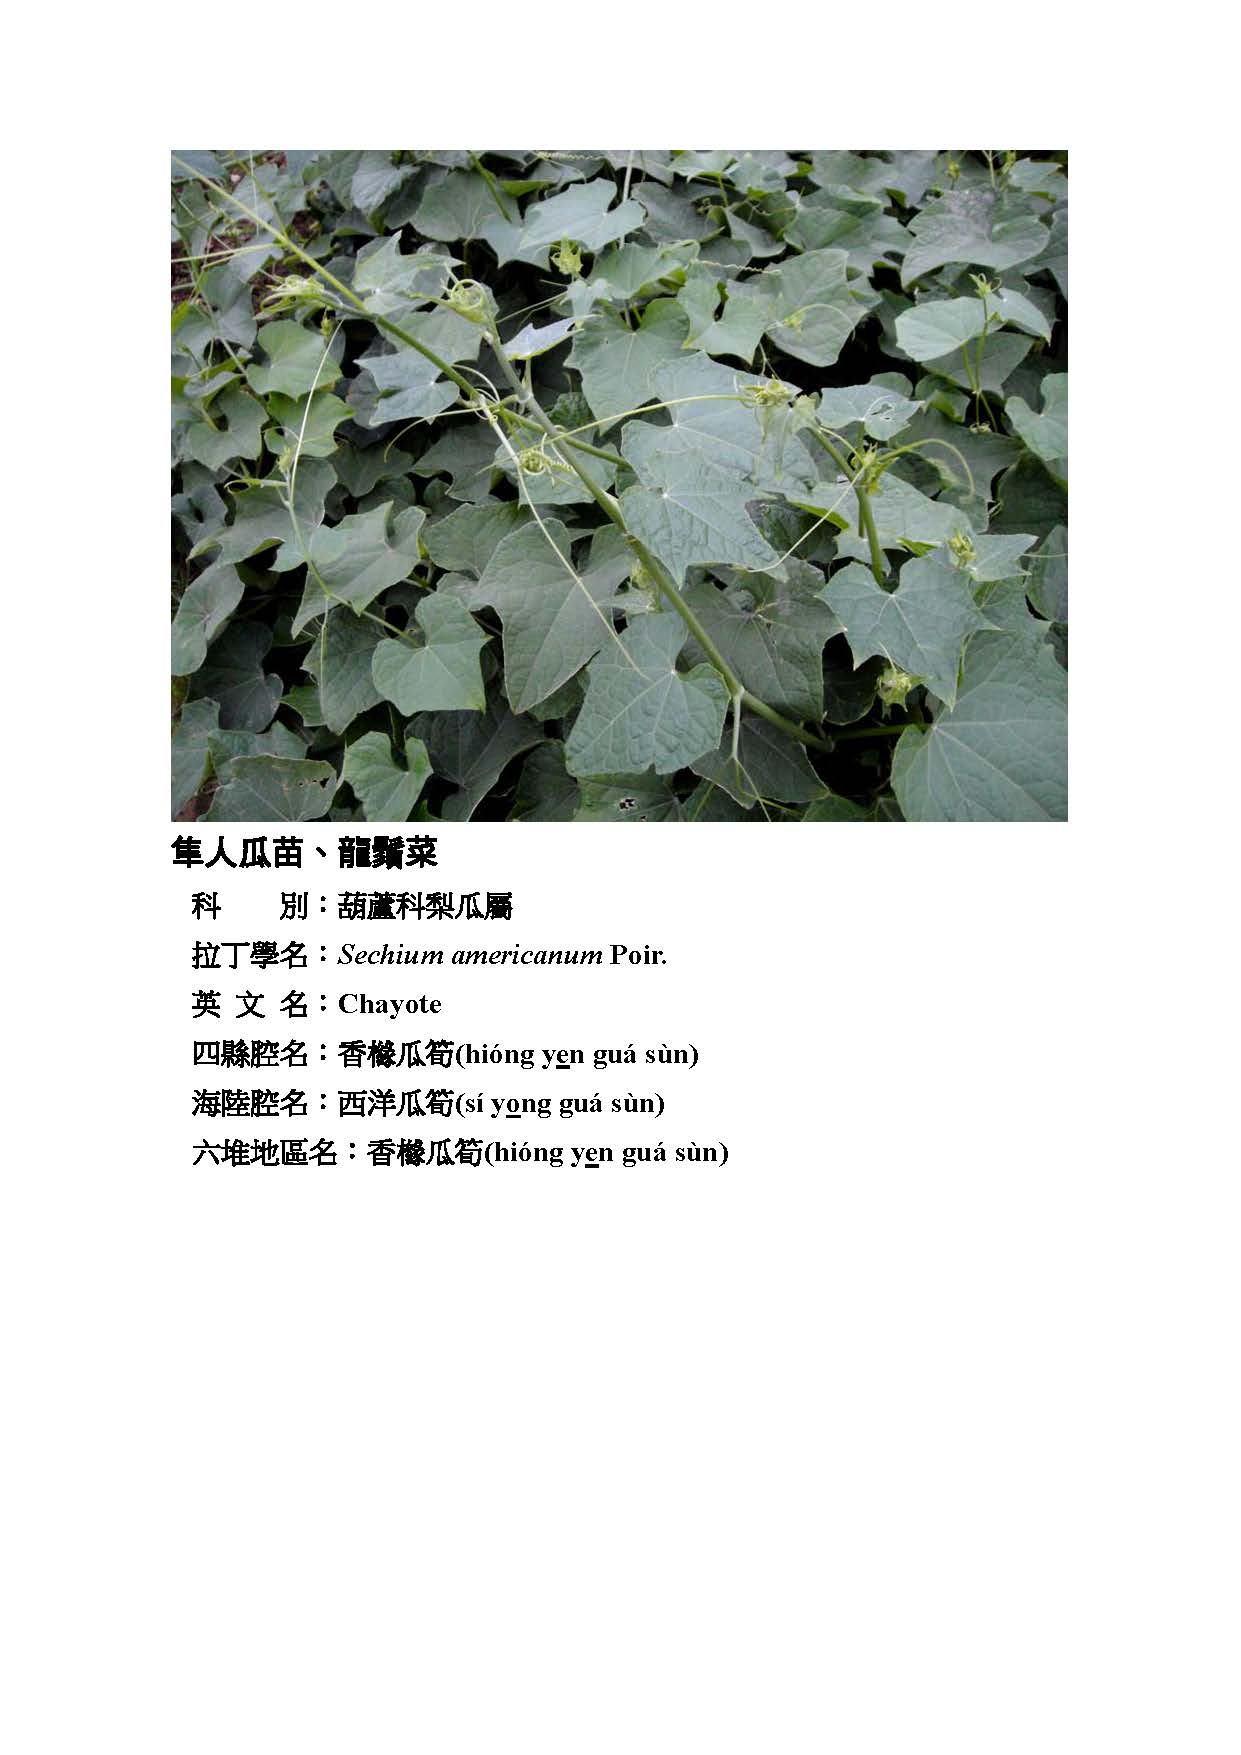 隼人瓜苗、龍鬚菜
科　　別：葫蘆科梨瓜屬
拉丁學名：Sechium americanum Poir.
英 文 名：Chayote
四縣腔名：香櫞瓜筍(hióng yen guá sùn)
海陸腔名：西洋瓜筍(sí yong guá sùn)
六堆地區名：香櫞瓜筍(hióng yen guá sùn)